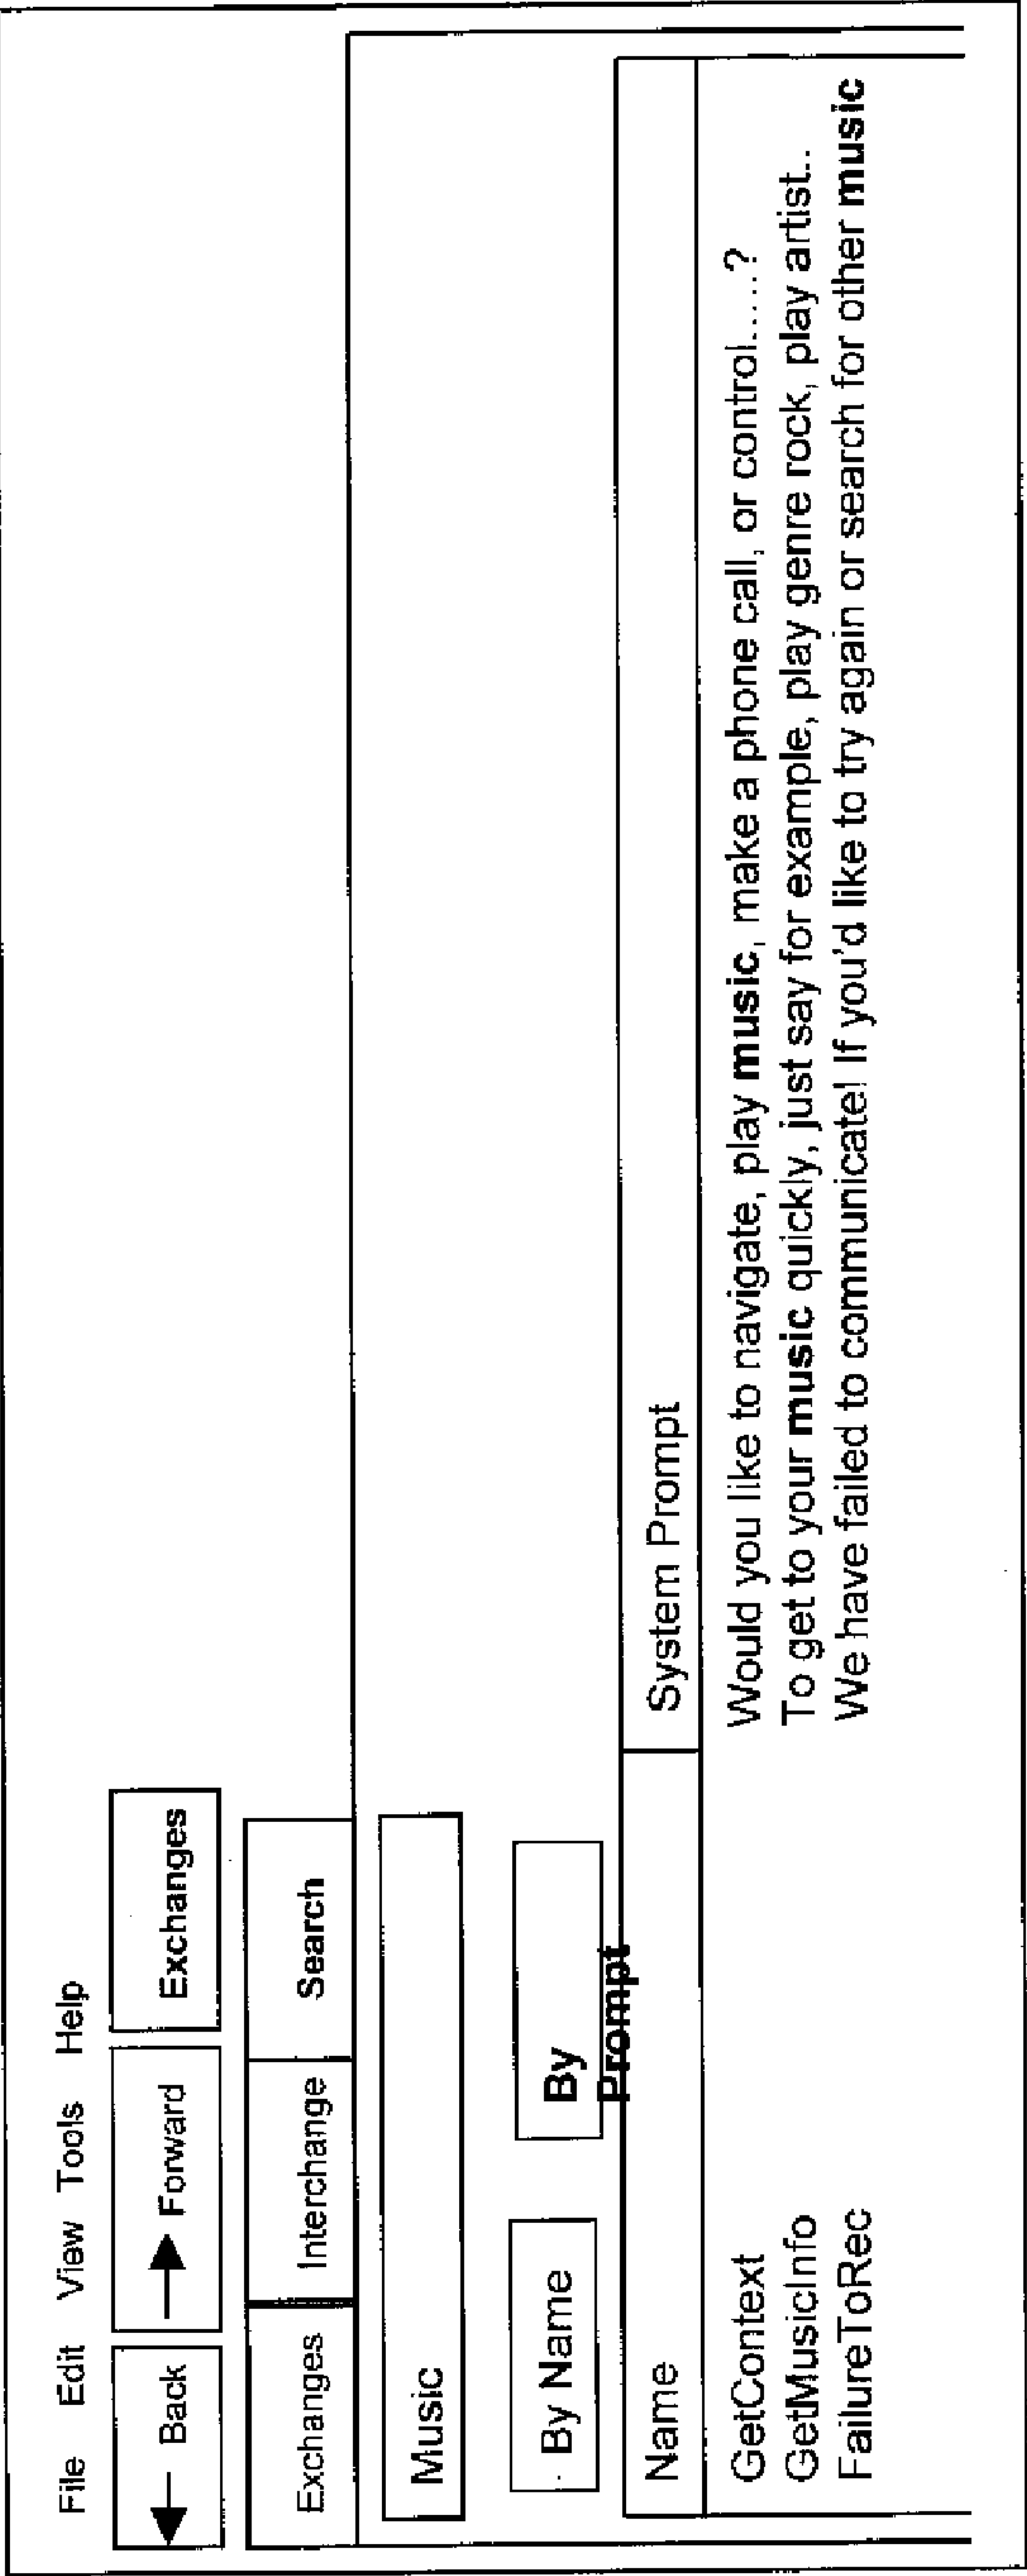 File Edit View Tools Help
Back Forward Exchanges
Exchanges Interchange Search
Music
By Name By
Prompt
Name System Prompt
GetContext Would you like to navigate, play music, make a phone call, or control.....?
GetMusicInfo To get to your music quickly, just say for example, play genre rock, play artist..
FailureToRec We have failed to communicate! If you'd like to try again or search for other music